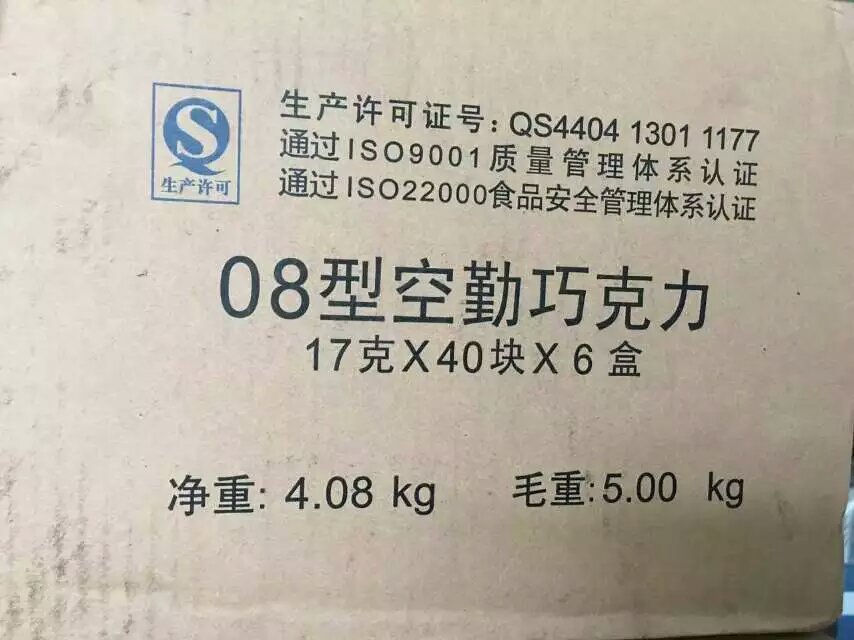 QS
生产许可
生产许可证号：QS4404 1301 1177
通过ISO9001质量管理体系认证
通过ISO22000食品安全管理体系认证
08型空勤巧克力
17克X40块X6盒
净重: 4.08 kg 毛重:5.00 kg